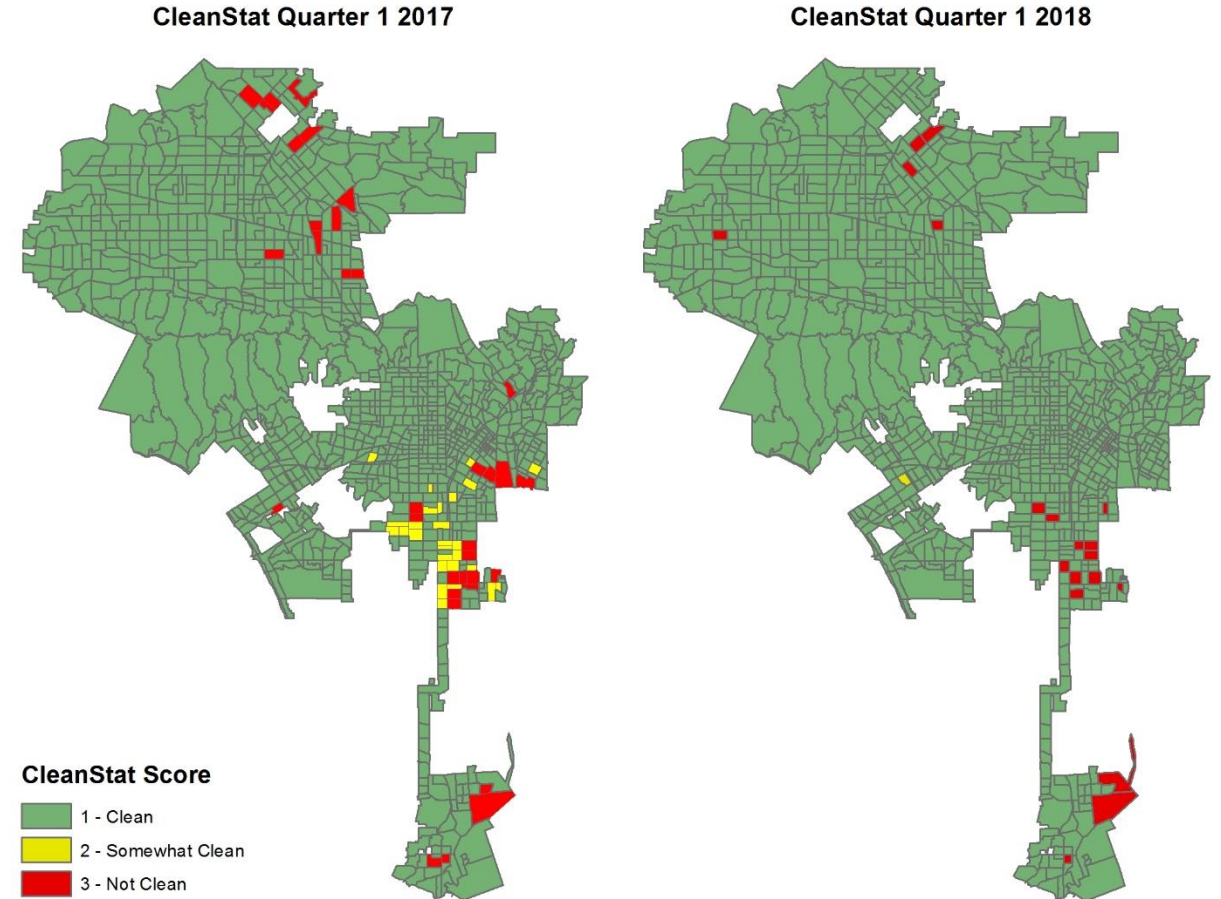 CleanStat Quarter 1 2017
CleanStat Quarter 1 2018
CleanStat Score
1 - Clean
2 - Somewhat Clean
3 - Not Clean